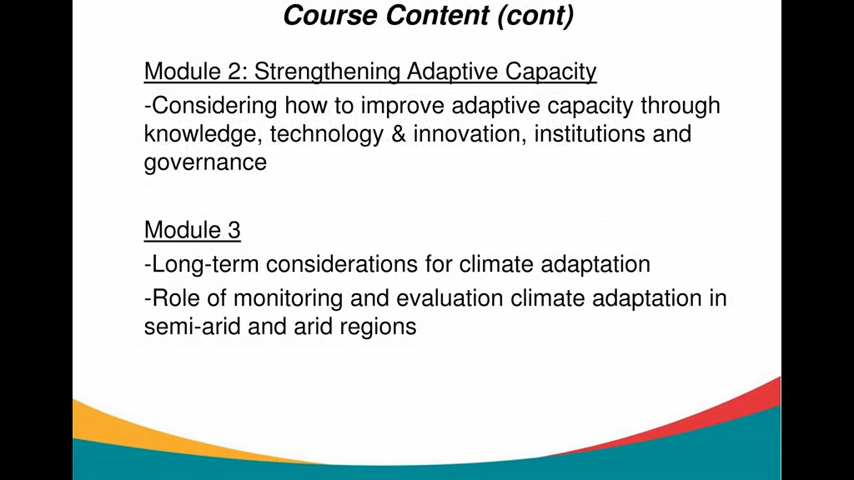 Course Content (cont)
Module 2: Strengthening Adaptive Capacity
-Considering how to improve adaptive capacity through
knowledge, technology & innovation, institutions and
governance
Module 3
-Long-term considerations for climate adaptation
-Role of monitoring and evaluation climate adaptation in
semi-arid and arid regions